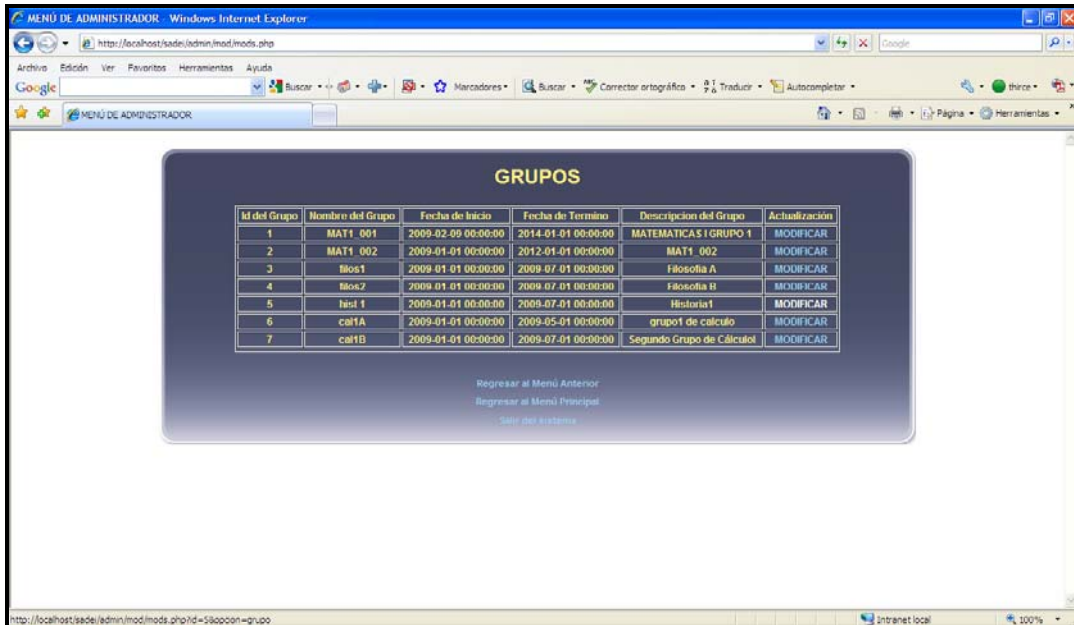 MENÚ DE ADMINISTRADOR - Windows Internet Explorer
http://localhost/sadei/admin/mod/mods.php
Google
Archivo Edición Ver Favoritos Herramientas Ayuda
Google Buscar Marcadores Buscar Corrector ortográfico Traducir Autocompletar thirce
MENÚ DE ADMINISTRADOR Página Herramientas
GRUPOS
Id del Grupo Nombre del Grupo Fecha de Inicio Fecha de Termino Descripcion del Grupo Actualización
1 MAT1_001 2009-02-09 00:00:00 2014-01-01 00:00:00 MATEMATICAS I GRUPO 1 MODIFICAR
2 MAT1_002 2009-01-01 00:00:00 2012-01-01 00:00:00 MAT1_002 MODIFICAR
3 filos1 2009-01-01 00:00:00 2009-07-01 00:00:00 Filosofia A MODIFICAR
4 filos2 2009-01-01 00:00:00 2009-07-01 00:00:00 Filosofia B MODIFICAR
5 hist 1 2009-01-01 00:00:00 2009-07-01 00:00:00 Historia1 MODIFICAR
6 cal1A 2009-01-01 00:00:00 2009-05-01 00:00:00 grupo1 de calculo MODIFICAR
7 cal1B 2009-01-01 00:00:00 2009-07-01 00:00:00 Segundo Grupo de CálculoI MODIFICAR
Regresar al Menú Anterior
Regresar al Menú Principal
Salir del sistema
http://localhost/sadei/admin/mod/mods.php?id=5&opcion=grupo Intranet local 100%